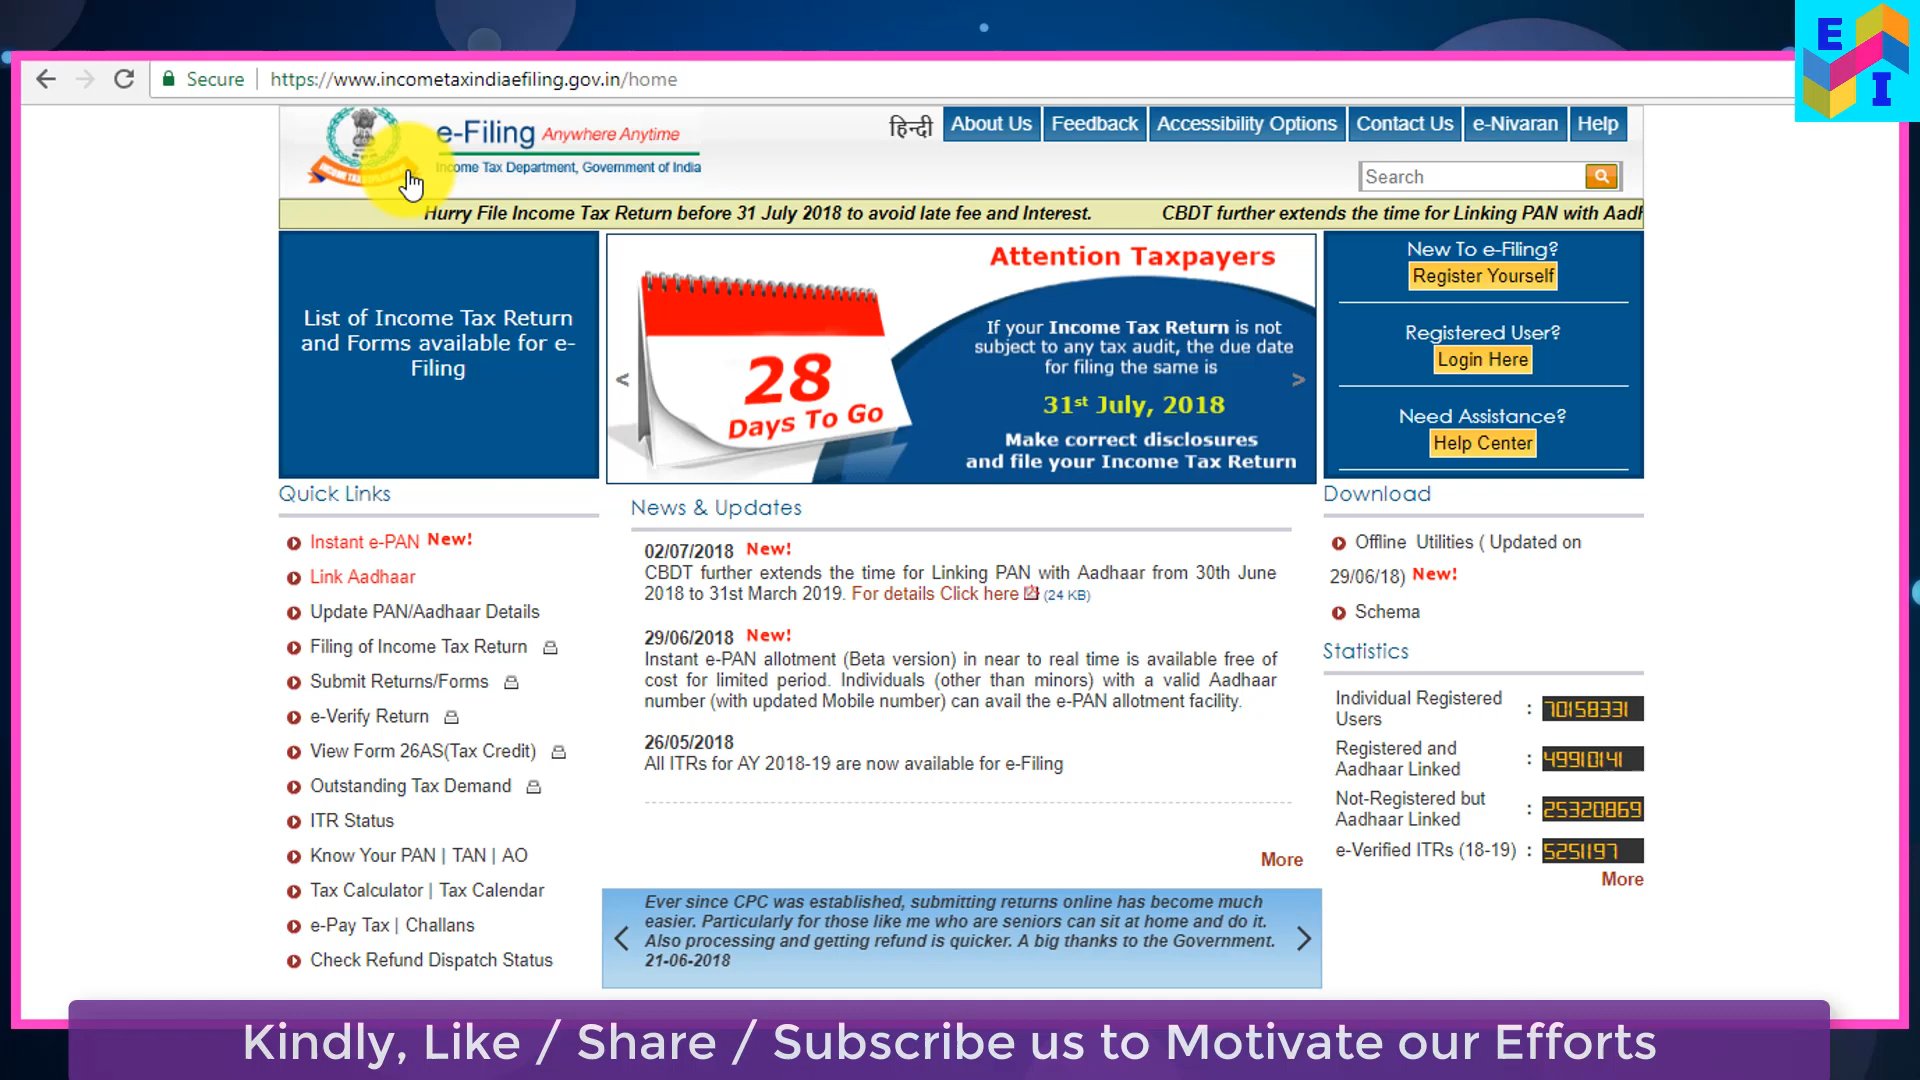 E
I
Secure https://www.incometaxindiaefiling.gov.in/home
e-Filing Anywhere Anytime
Income Tax Department, Government of India
हिन्दी About Us Feedback Accessibility Options Contact Us e-Nivaran Help
Search
Hurry File Income Tax Return before 31 July 2018 to avoid late fee and Interest. CBDT further extends the time for Linking PAN with
List of Income Tax Return
and Forms available for e-
Filing
28
Days To Go
Attention Taxpayers
If your Income Tax Return is not
subject to any tax audit, the due date
for filing the same is
31st July, 2018
Make correct disclosures
and file your Income Tax Return
New To e-Filing?
Register Yourself
Registered User?
Login Here
Need Assistance?
Help Center
Quick Links
Instant e-PAN New!
Link Aadhaar
Update PAN/Aadhaar Details
Filing of Income Tax Return
Submit Returns/Forms
e-Verify Return
View Form 26AS(Tax Credit)
Outstanding Tax Demand
ITR Status
Know Your PAN | TAN | AO
Tax Calculator | Tax Calendar
e-Pay Tax | Challans
Check Refund Dispatch Status
News & Updates
02/07/2018 New!
CBDT further extends the time for Linking PAN with Aadhaar from 30th June
2018 to 31st March 2019. For details Click here (24 KB)
29/06/2018 New!
Instant e-PAN allotment (Beta version) in near to real time is available free of
cost for limited period. Individuals (other than minors) with a valid Aadhaar
number (with updated Mobile number) can avail the e-PAN allotment facility.
26/05/2018
All ITRs for AY 2018-19 are now available for e-Filing
More
Ever since CPC was established, submitting returns online has become much
easier. Particularly for those like me who are seniors can sit at home and do it.
Also processing and getting refund is quicker. A big thanks to the Government.
21-06-2018
Download
Offline Utilities ( Updated on
29/06/18) New!
Schema
Statistics
Individual Registered
Users : 70158331
Registered and
Aadhaar Linked : 49910141
Not-Registered but
Aadhaar Linked : 25320869
e-Verified ITRs (18-19) : 5251197
More
Kindly, Like / Share / Subscribe us to Motivate our Efforts